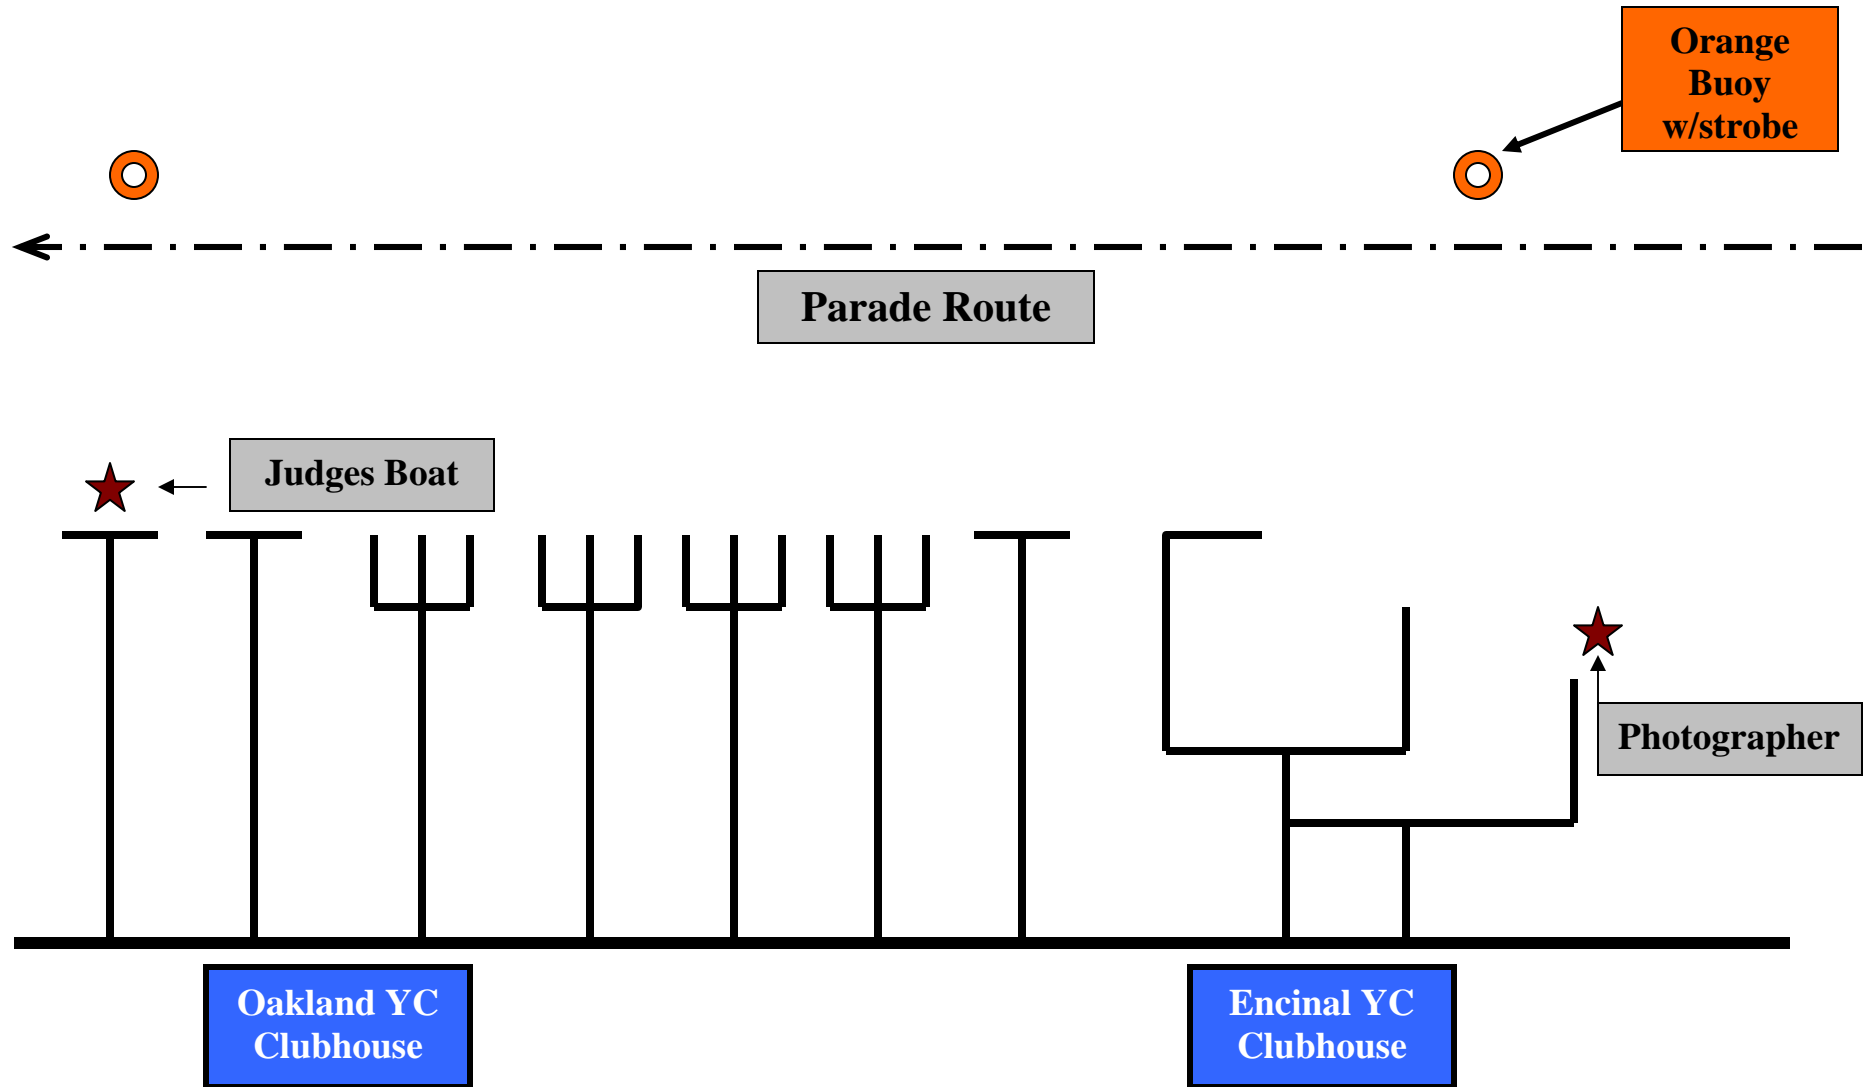 Orange
Buoy
w/strobe
Parade Route
Judges Boat
Photographer
Oakland YC
Clubhouse
Encinal YC
Clubhouse